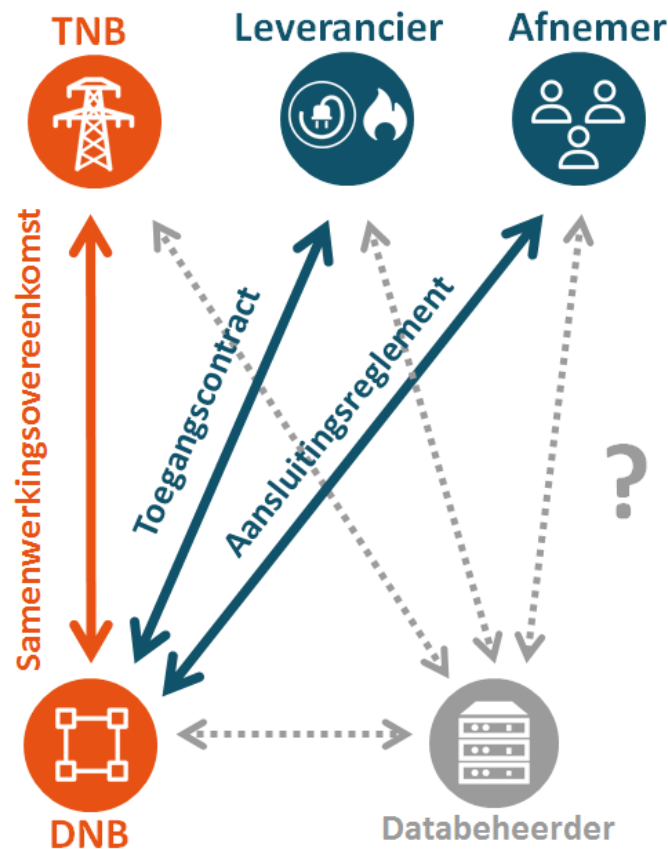 TNB
Leverancier
Afnemer
Samenwerkingsovereenkomst
Toegangscontract
Aansluitingsreglement
?
DNB
Databeheerder